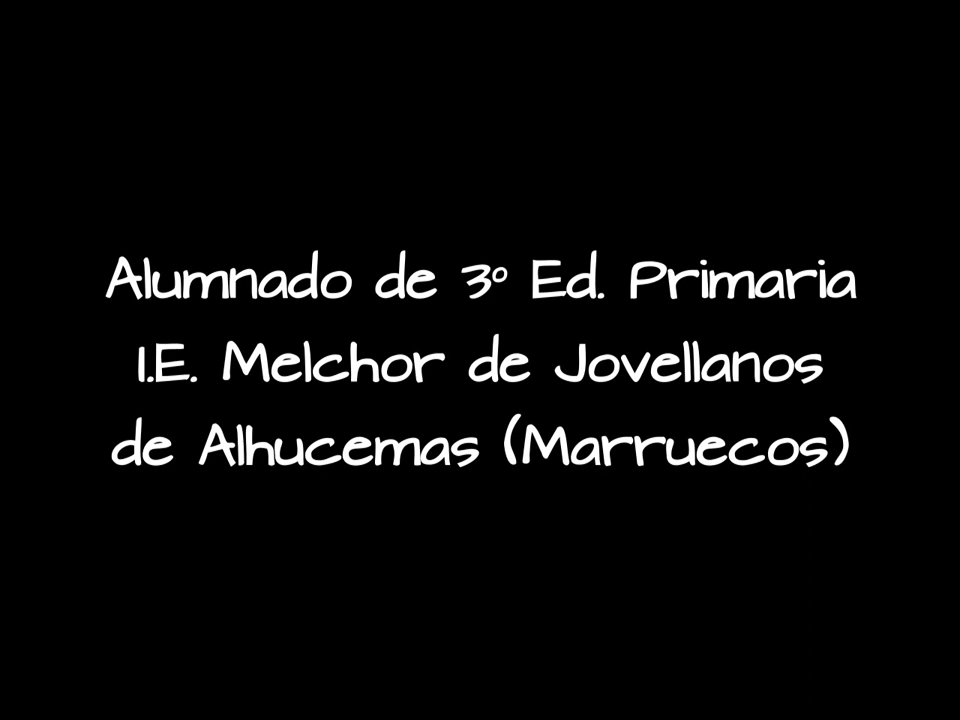 Alumnado de 3º Ed. Primaria
I.E. Melchor de Jovellanos
de Alhucemas (Marruecos)